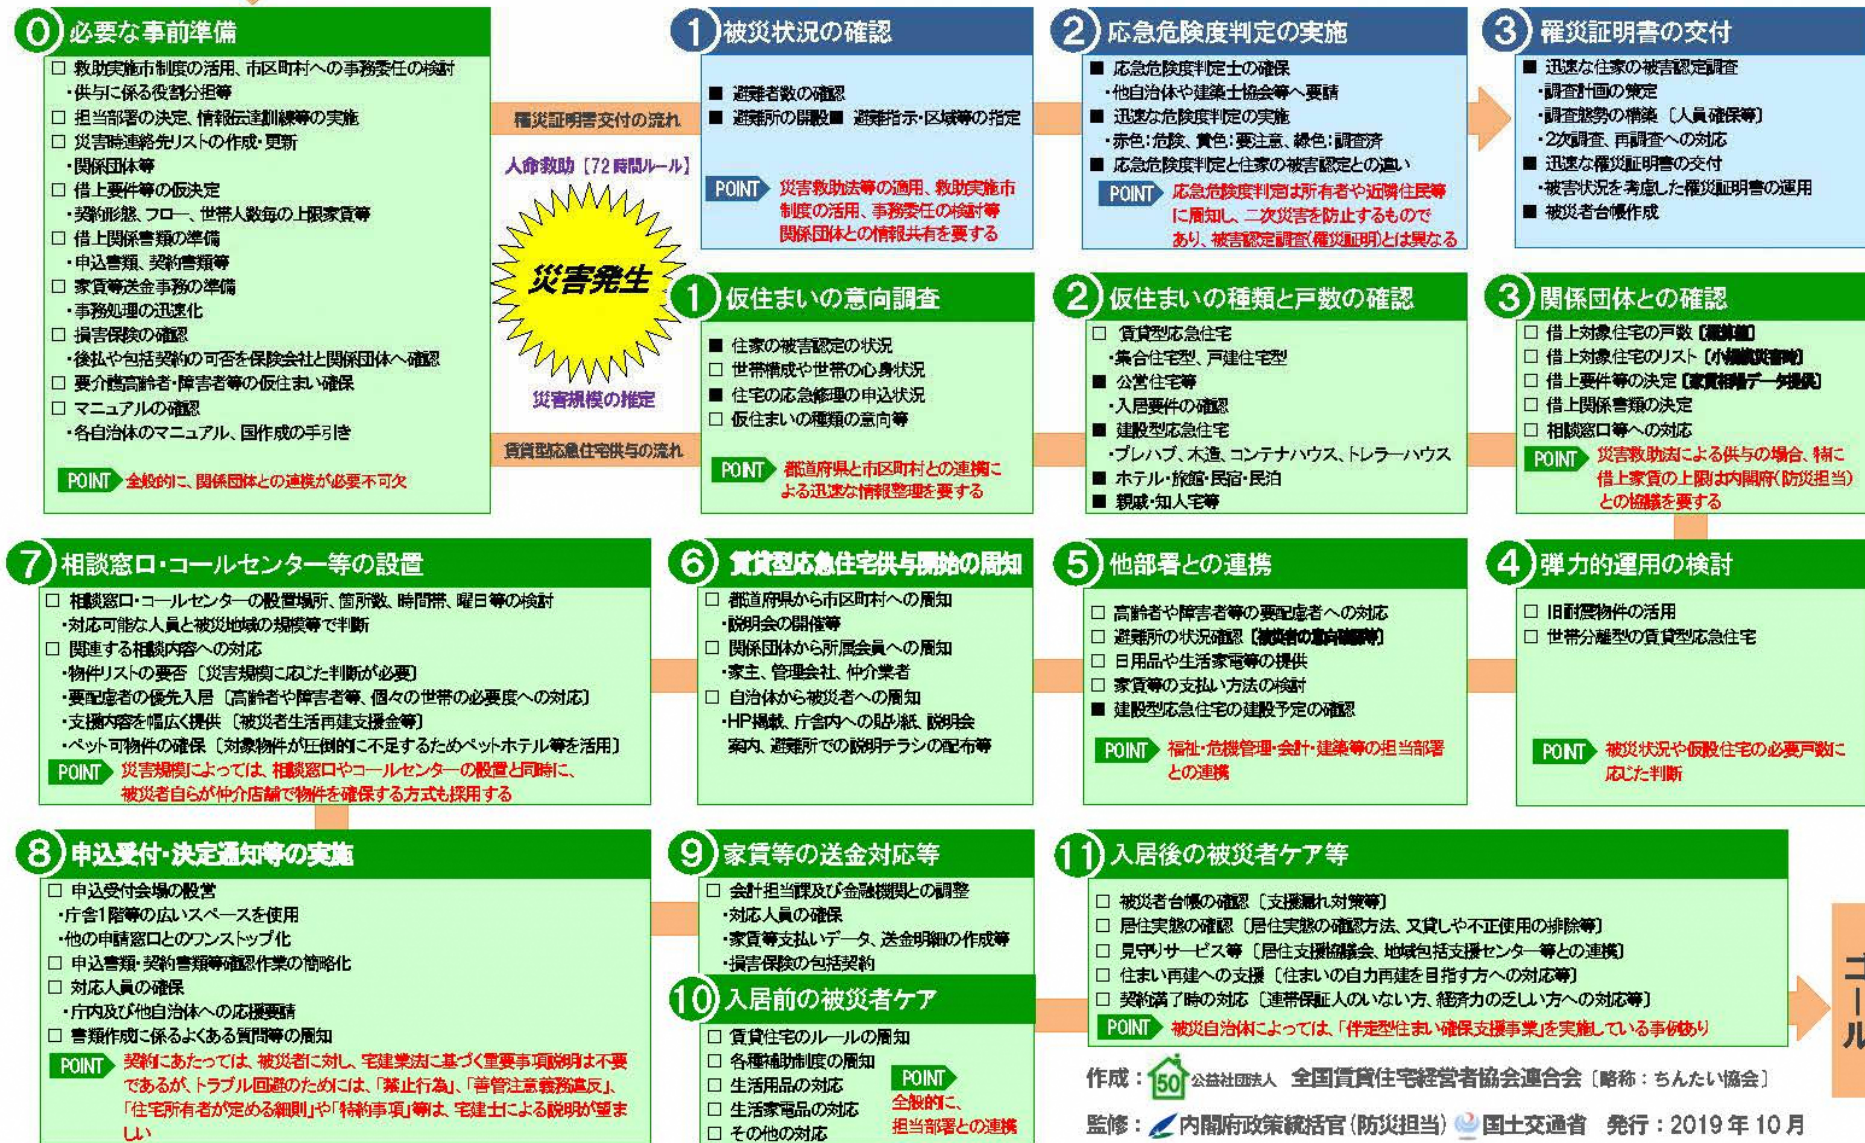 0 必要な事前準備
□ 救助実施市制度の活用、市区町村への事務委任の検討
・供与に係る役割分担等
□ 担当部署の決定、情報伝達訓練等の実施
□ 災害時連絡先リストの作成・更新
・関係団体等
□ 借上要件等の仮決定
・契約形態、フロー、世帯人数毎の上限家賃等
□ 借上関係書類の準備
・申込書類、契約書類等
□ 家賃等送金事務の準備
・事務処理の迅速化
□ 損害保険の確認
・後払や包括契約の可否を保険会社と関係団体へ確認
□ 要介護高齢者・障害者等の仮住まい確保
□ マニュアルの確認
・各自治体のマニュアル、国作成の手引き
POINT 全般的に、関係団体との連携が必要不可欠
罹災証明書交付の流れ
人命救助【72時間ルール】
災害発生
災害規模の推定
賃貸型応急住宅供与の流れ
1 被災状況の確認
■ 避難者数の確認
■ 避難所の開設■ 避難指示・区域等の指定
POINT 災害救助法等の適用、救助実施市
制度の活用、事務委任の検討等
関係団体との情報共有を要する
2 応急危険度判定の実施
■ 応急危険度判定士の確保
・他自治体や建築士協会等へ要請
■ 迅速な危険度判定の実施
・赤色:危険、黄色:要注意、緑色:調査済
■ 応急危険度判定と住家の被害認定との違い
POINT 応急危険度判定は所有者や近隣住民等
に周知し、二次災害を防止するもので
あり、被害認定調査(罹災証明)とは異なる
3 罹災証明書の交付
■ 迅速な住家の被害認定調査
・調査計画の策定
・調査態勢の構築〔人員確保等〕
・2次調査、再調査への対応
■ 迅速な罹災証明書の交付
・被害状況を考慮した罹災証明書の運用
■ 被災者台帳作成
1 仮住まいの意向調査
■ 住家の被害認定の状況
□ 世帯構成や世帯の心身状況
■ 住宅の応急修理の申込状況
□ 仮住まいの種類の意向等
POINT 都道府県と市区町村との連携に
よる迅速な情報整理を要する
2 仮住まいの種類と戸数の確認
□ 賃貸型応急住宅
・集合住宅型、戸建住宅型
■ 公営住宅等
・入居要件の確認
■ 建設型応急住宅
・プレハブ、木造、コンテナハウス、トレーラーハウス
■ ホテル・旅館・民宿・民泊
■ 親戚・知人宅等
3 関係団体との確認
□ 借上対象住宅の戸数〔概算値〕
□ 借上対象住宅のリスト〔小規模災害時〕
□ 借上要件等の決定〔家賃相場データ提供〕
□ 借上関係書類の決定
□ 相談窓口等への対応
POINT 災害救助法による供与の場合、特に
借上家賃の上限は内閣府(防災担当)
との協議を要する
7 相談窓口・コールセンター等の設置
□ 相談窓口・コールセンターの設置場所、箇所数、時間帯、曜日等の検討
・対応可能な人員と被災地域の規模等で判断
□ 関連する相談内容への対応
・物件リストの要否〔災害規模に応じた判断が必要〕
・要配慮者の優先入居〔高齢者や障害者等、個々の世帯の必要度への対応〕
・支援内容を幅広く提供〔被災者生活再建支援金等〕
・ペット可物件の確保〔対象物件が圧倒的に不足するためペットホテル等を活用〕
POINT 災害規模によっては、相談窓口やコールセンターの設置と同時に、
被災者自らが仲介店舗で物件を確保する方式も採用する
6 賃貸型応急住宅供与開始の周知
□ 都道府県から市区町村への周知
・説明会の開催等
□ 関係団体から所属会員への周知
・家主、管理会社、仲介業者
□ 自治体から被災者への周知
・HP掲載、庁舎内への貼り紙、説明会
案内、避難所での説明チラシの配布等
5 他部署との連携
□ 高齢者や障害者等の要配慮者への対応
□ 避難所の状況確認〔被災者の意向確認等〕
□ 日用品や生活家電等の提供
□ 家賃等の支払い方法の検討
■ 建設型応急住宅の建設予定の確認
POINT 福祉・危機管理・会計・建築等の担当部署
との連携
4 弾力的運用の検討
□ 旧耐震物件の活用
□ 世帯分離型の賃貸型応急住宅
POINT 被災状況や仮設住宅の必要戸数に
応じた判断
8 申込受付・決定通知等の実施
□ 申込受付会場の設営
・庁舎1階等の広いスペースを使用
・他の申請窓口とのワンストップ化
□ 申込書類・契約書類等確認作業の簡略化
□ 対応人員の確保
・庁内及び他自治体への応援要請
□ 書類作成に係るよくある質問等の周知
POINT 契約にあたっては、被災者に対し、宅建業法に基づく重要事項説明は不要
であるが、トラブル回避のためには、「禁止行為」、「善管注意義務違反」、
「住宅所有者が定める細則」や「特約事項」等は、宅建士による説明が望ま
しい
9 家賃等の送金対応等
□ 会計担当課及び金融機関との調整
・対応人員の確保
・家賃等支払いデータ、送金明細の作成等
・損害保険の包括契約
10 入居前の被災者ケア
□ 賃貸住宅のルールの周知
□ 各種補助制度の周知
□ 生活用品の対応
□ 生活家電品の対応
□ その他の対応
POINT
全般的に、
担当部署との連携
11 入居後の被災者ケア等
□ 被災者台帳の確認〔支援漏れ対策等〕
□ 居住実態の確認〔居住実態の確認方法、又貸しや不正使用の排除等〕
□ 見守りサービス等〔居住支援協議会、地域包括支援センター等との連携〕
□ 住まい再建への支援〔住まいの自力再建を目指す方への対応等〕
□ 契約満了時の対応〔連帯保証人のいない方、経済力の乏しい方への対応等〕
POINT 被災自治体によっては、「伴走型住まい確保支援事業」を実施している事例あり
ゴール
作成：50 公益社団法人 全国賃貸住宅経営者協会連合会〔略称：ちんたい協会〕
監修：内閣府政策統括官(防災担当) 国土交通省 発行：2019年10月